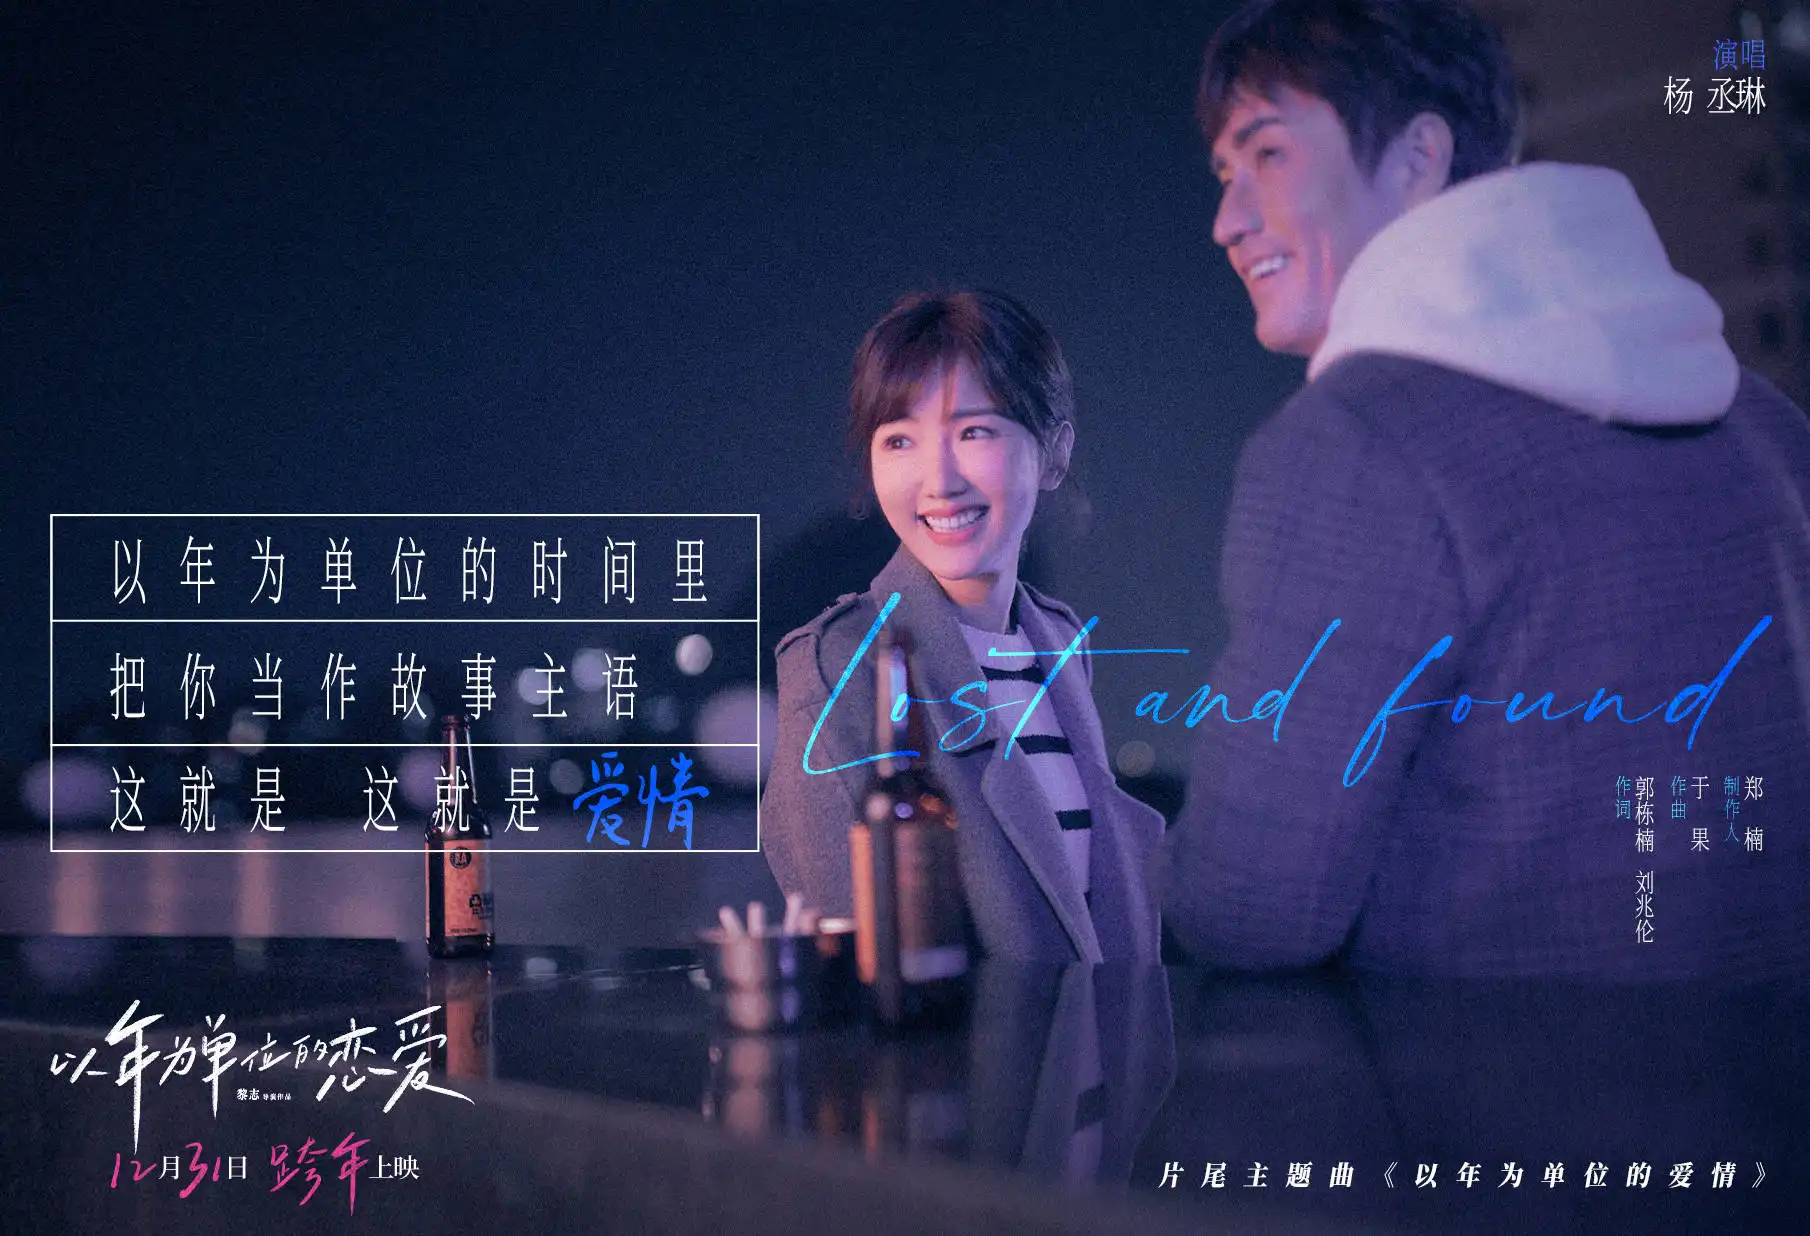 演唱
杨丞琳
以年为单位的时间里
把你当作故事主语
这就是 这就是爱情
Lost and found
制作人 郑楠
作曲 于果
作词 郭栋楠 刘兆伦
以年为单位的恋爱
黎志 导演作品
12月31日 跨年上映
片尾主题曲《以年为单位的爱情》